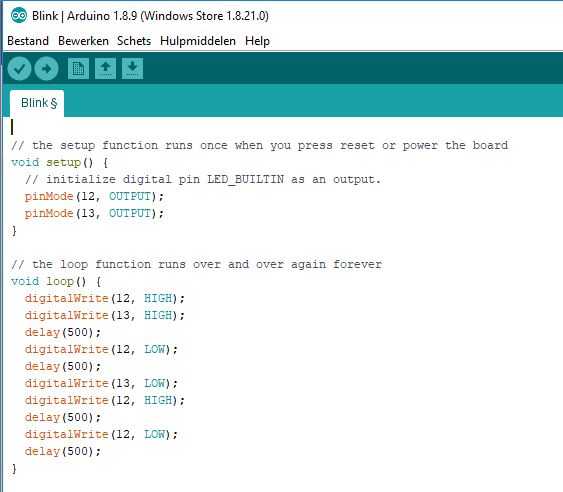 Blink | Arduino 1.8.9 (Windows Store 1.8.21.0)
Bestand Bewerken Schets Hulpmiddelen Help
Blink §
// the setup function runs once when you press reset or power the board
void setup() {
  // initialize digital pin LED_BUILTIN as an output.
  pinMode(12, OUTPUT);
  pinMode(13, OUTPUT);
}
// the loop function runs over and over again forever
void loop() {
  digitalWrite(12, HIGH);
  digitalWrite(13, HIGH);
  delay(500);
  digitalWrite(12, LOW);
  delay(500);
  digitalWrite(13, LOW);
  digitalWrite(12, HIGH);
  delay(500);
  digitalWrite(12, LOW);
  delay(500);
}